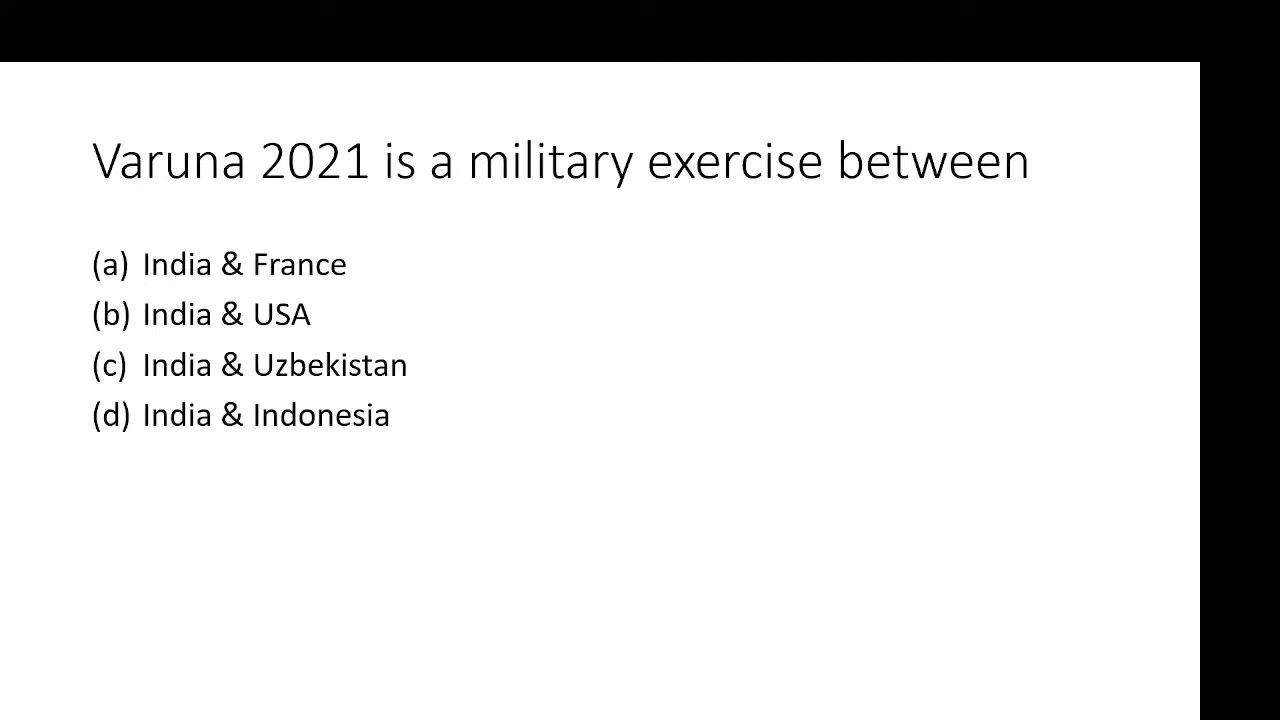 Varuna 2021 is a military exercise between
(a) India & France
(b) India & USA
(c) India & Uzbekistan
(d) India & Indonesia